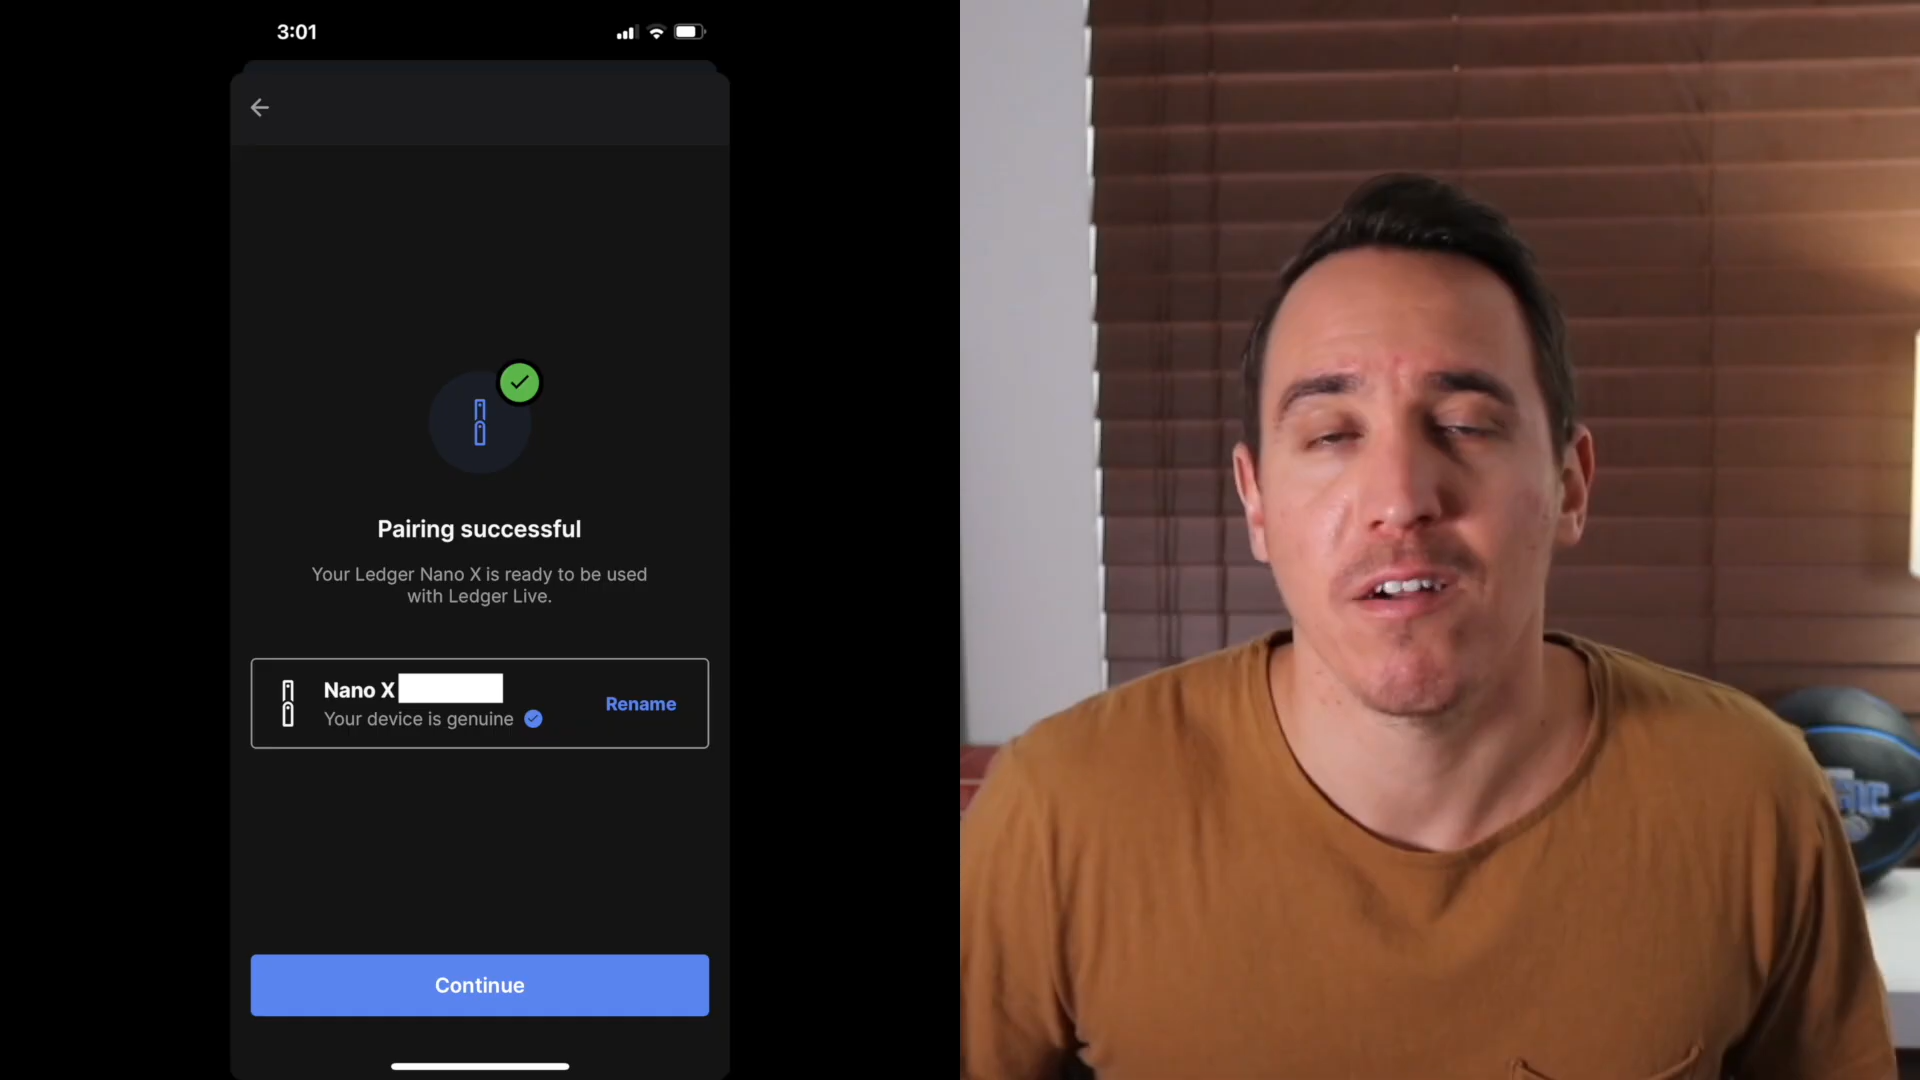 3:01
Pairing successful
Your Ledger Nano X is ready to be used
with Ledger Live.
Nano X
Your device is genuine
Rename
Continue